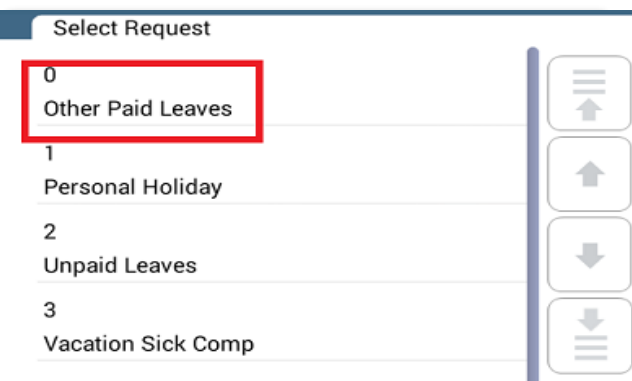 Select Request
0
Other Paid Leaves
1
Personal Holiday
2
Unpaid Leaves
3
Vacation Sick Comp